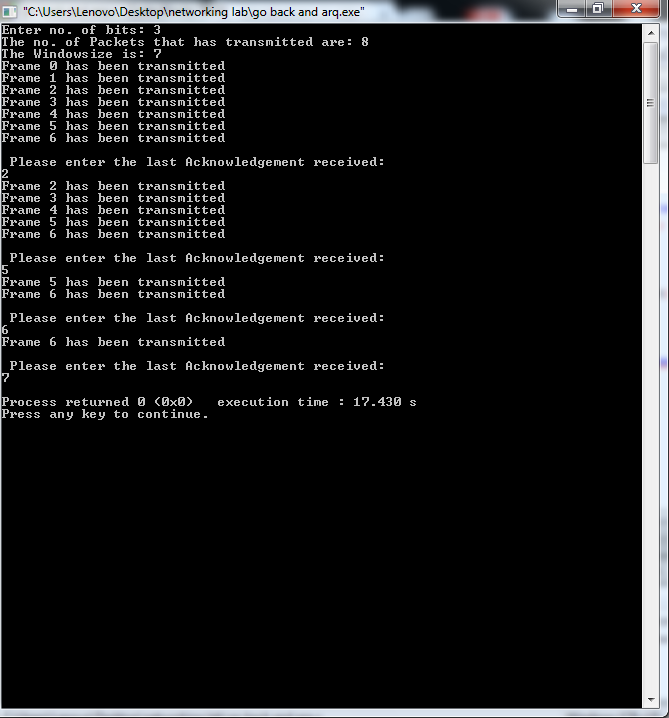 "C:\Users\Lenovo\Desktop\networking lab\go back and arq.exe"
Enter no. of bits: 3
The no. of Packets that has transmitted are: 8
The Windowsize is: 7
Frame 0 has been transmitted
Frame 1 has been transmitted
Frame 2 has been transmitted
Frame 3 has been transmitted
Frame 4 has been transmitted
Frame 5 has been transmitted
Frame 6 has been transmitted
Please enter the last Acknowledgement received:
2
Frame 2 has been transmitted
Frame 3 has been transmitted
Frame 4 has been transmitted
Frame 5 has been transmitted
Frame 6 has been transmitted
Please enter the last Acknowledgement received:
5
Frame 5 has been transmitted
Frame 6 has been transmitted
Please enter the last Acknowledgement received:
6
Frame 6 has been transmitted
Please enter the last Acknowledgement received:
7
Process returned 0 (0x0)   execution time : 17.430 s
Press any key to continue.